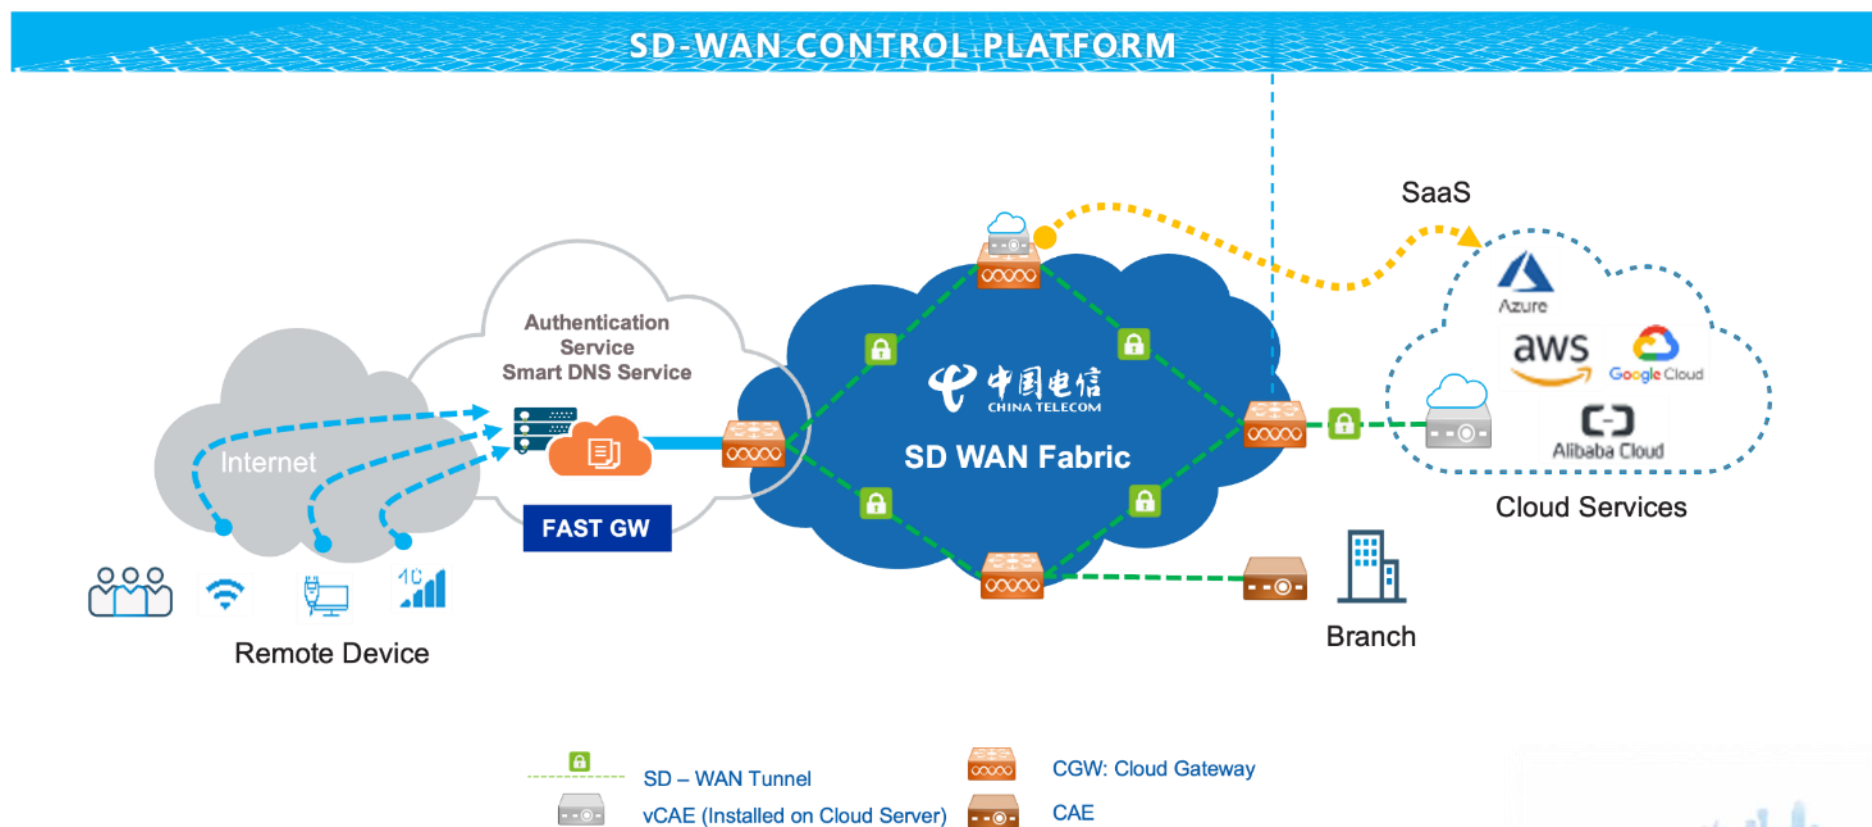 SD-WAN CONTROL PLATFORM
SaaS
Azure
aws
Google Cloud
Alibaba Cloud
Cloud Services
Authentication
Service
Smart DNS Service
Internet
FAST GW
中国电信
CHINA TELECOM
SD WAN Fabric
Remote Device
Branch
SD – WAN Tunnel
CGW: Cloud Gateway
vCAE (Installed on Cloud Server)
CAE